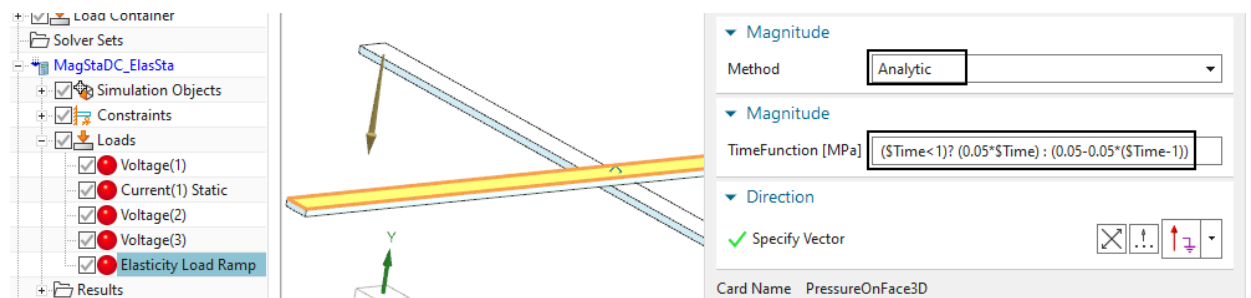 Load Container
Solver Sets
MagStaDC_ElasSta
Simulation Objects
Constraints
Loads
Voltage(1)
Current(1) Static
Voltage(2)
Voltage(3)
Elasticity Load Ramp
Results
Y
Magnitude
Method Analytic
Magnitude
TimeFunction [MPa] ($Time<1)? (0.05*$Time) : (0.05-0.05*($Time-1))
Direction
Specify Vector
Card Name PressureOnFace3D